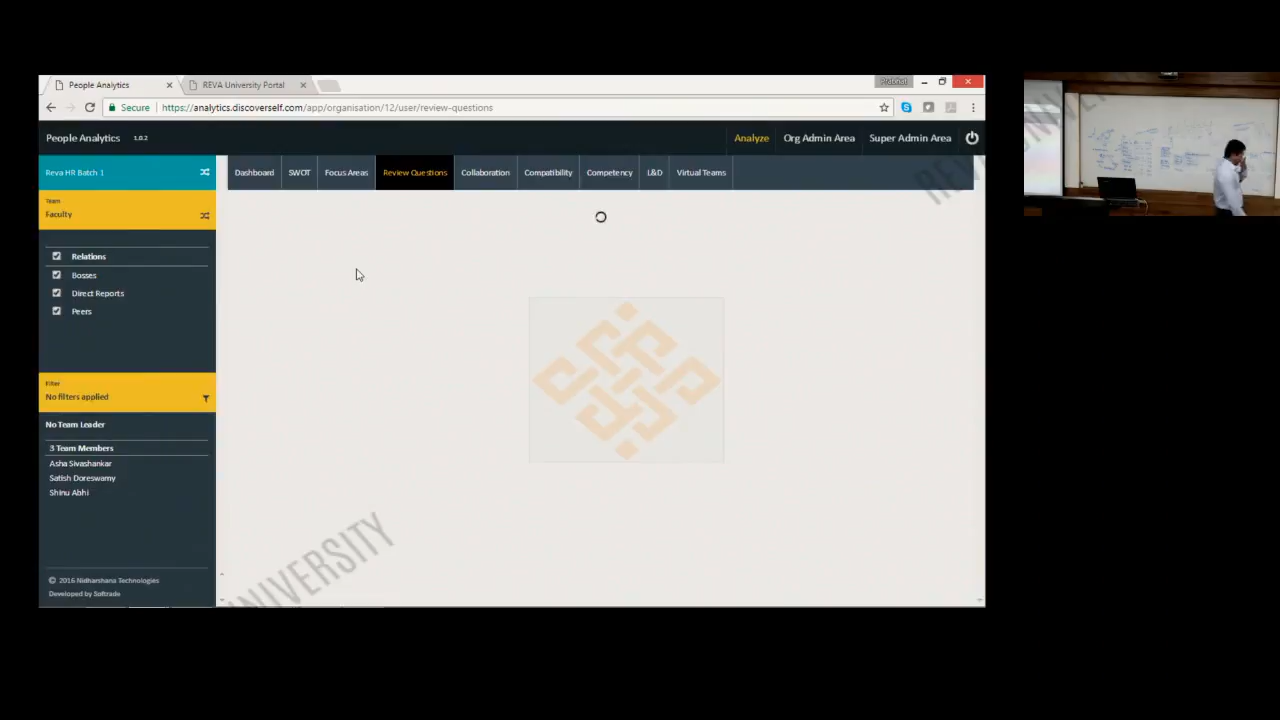 People Analytics
REVA University Portal
Prabhat
Secure
https://analytics.discoverself.com/app/organisation/12/user/review-questions
People Analytics 1.0.2
Analyze
Org Admin Area
Super Admin Area
Reva HR Batch 1
Dashboard
SWOT
Focus Areas
Review Questions
Collaboration
Compatibility
Competency
L&D
Virtual Teams
Team
Faculty
Relations
Bosses
Direct Reports
Peers
Filter
No filters applied
No Team Leader
3 Team Members
Asha Sivashankar
Satish Doreswamy
Shinu Abhi
© 2016 Nidharshana Technologies
Developed by Softrade
UNIVERSITY